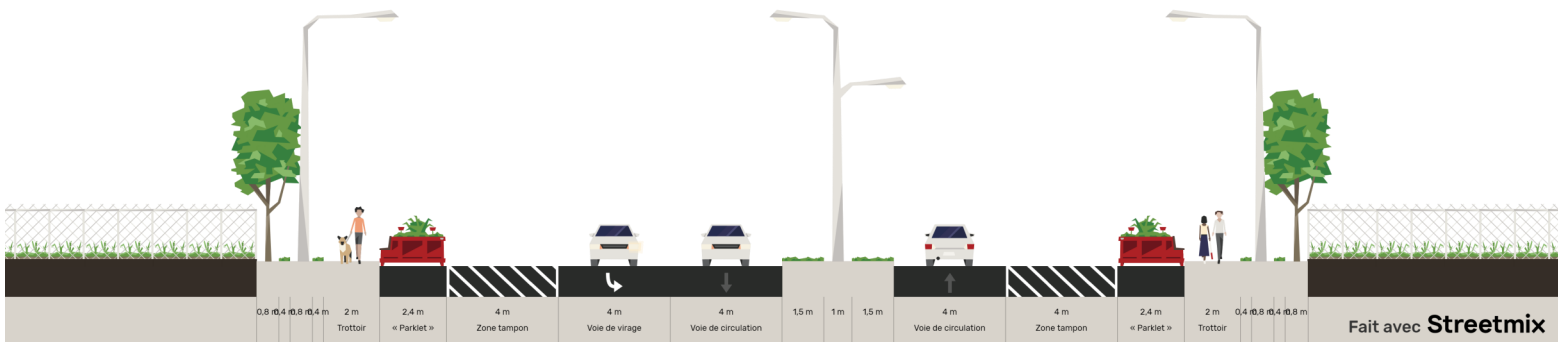 0,8 m 0,4 m 0,8 m 0,4 m 2 m 2,4 m 4 m 4 m 4 m 1,5 m 1 m 1,5 m 4 m 4 m 2,4 m 2 m 0,4 m 0,8 m 0,4 m 0,8 m
Trottoir « Parklet » Zone tampon Voie de virage Voie de circulation Voie de circulation Zone tampon « Parklet » Trottoir
Fait avec Streetmix